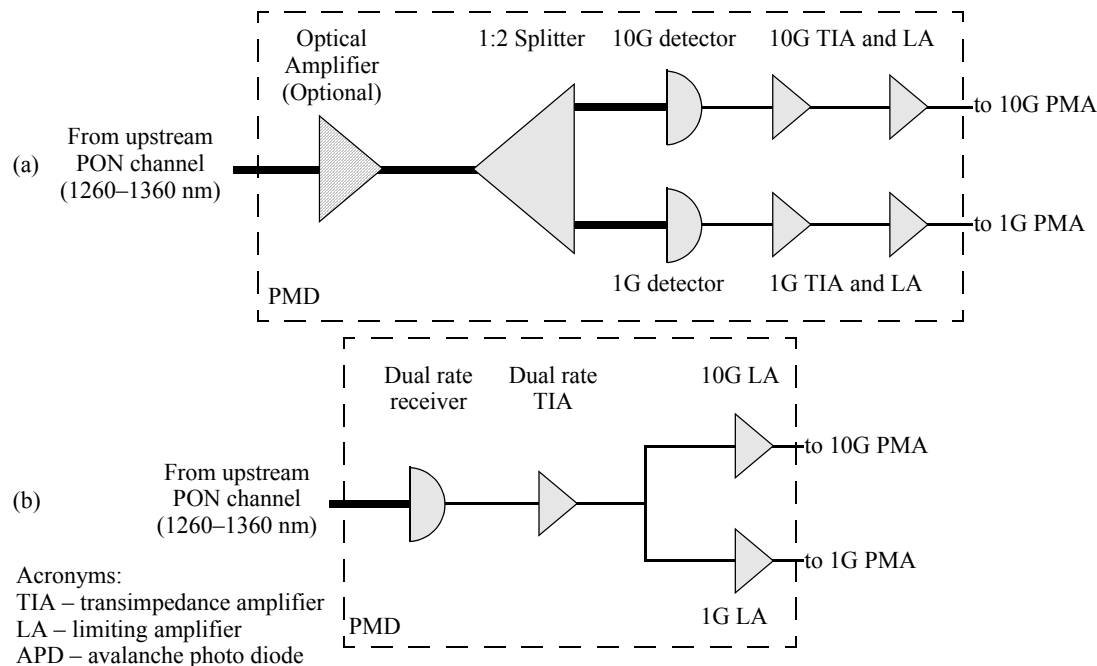 Optical
Amplifier
(Optional)
1:2 Splitter
10G detector
10G TIA and LA
From upstream
PON channel
(1260–1360 nm)
(a)
to 10G PMA
to 1G PMA
PMD
1G detector
1G TIA and LA
Dual rate
receiver
Dual rate
TIA
10G LA
From upstream
PON channel
(1260–1360 nm)
(b)
to 10G PMA
to 1G PMA
1G LA
PMD
Acronyms:
TIA – transimpedance amplifier
LA – limiting amplifier
APD – avalanche photo diode